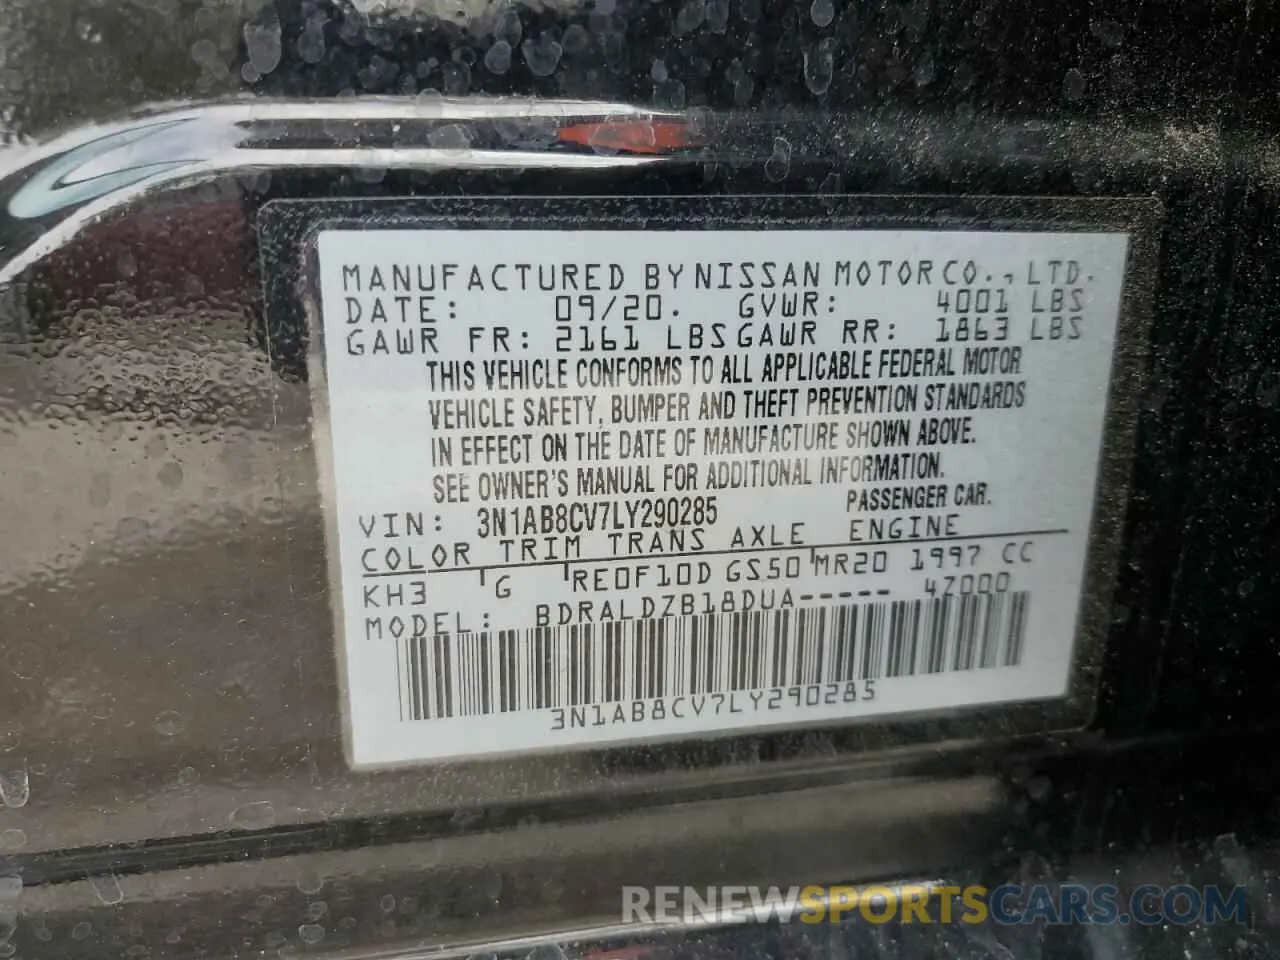 MANUFACTURED BY NISSAN MOTOR CO., LTD.
DATE: 09/20. GVWR: 4001 LBS
GAWR FR: 2161 LBS GAWR RR: 1863 LBS
THIS VEHICLE CONFORMS TO ALL APPLICABLE FEDERAL MOTOR
VEHICLE SAFETY, BUMPER AND THEFT PREVENTION STANDARDS
IN EFFECT ON THE DATE OF MANUFACTURE SHOWN ABOVE.
SEE OWNER'S MANUAL FOR ADDITIONAL INFORMATION.
VIN: 3N1AB8CV7LY290285 PASSENGER CAR.
COLOR TRIM TRANS AXLE ENGINE
KH3 G RE0F10D GS50 MR20 1997 CC
MODEL: BDRALDZB18DUA----- 4Z000
3N1AB8CV7LY290285
RENEWSPORTSCARS.COM